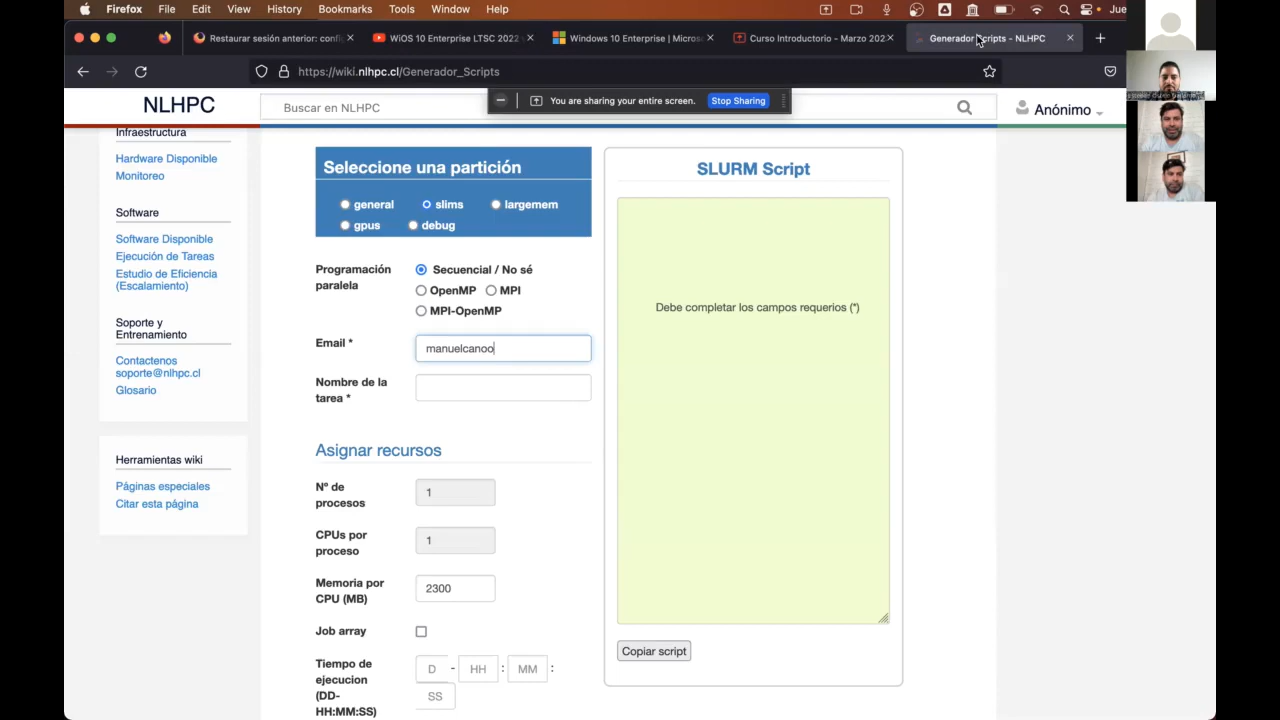 Firefox File Edit View History Bookmarks Tools Window Help Jue
Restaurar sesión anterior: confi
WiOS 10 Enterprise LTSC 2022
Windows 10 Enterprise | Micros
Curso Introductorio - Marzo 202
Generador Scripts - NLHPC
https://wiki.nlhpc.cl/Generador_Scripts
NLHPC
Buscar en NLHPC
You are sharing your entire screen. Stop Sharing
Anónimo
Infraestructura
Hardware Disponible
Monitoreo
Software
Software Disponible
Ejecución de Tareas
Estudio de Eficiencia
(Escalamiento)
Soporte y
Entrenamiento
Contactenos
soporte@nlhpc.cl
Glosario
Herramientas wiki
Páginas especiales
Citar esta página
Seleccione una partición
general slims largemem
gpus debug
Programación
paralela
Secuencial / No sé
OpenMP MPI
MPI-OpenMP
Email *
manuelcanoo
Nombre de la
tarea *
Asignar recursos
Nº de
procesos
1
CPUs por
proceso
1
Memoria por
CPU (MB)
2300
Job array
Tiempo de
ejecucion
(DD-
HH:MM:SS)
D - HH : MM :
SS
SLURM Script
Debe completar los campos requerios (*)
Copiar script